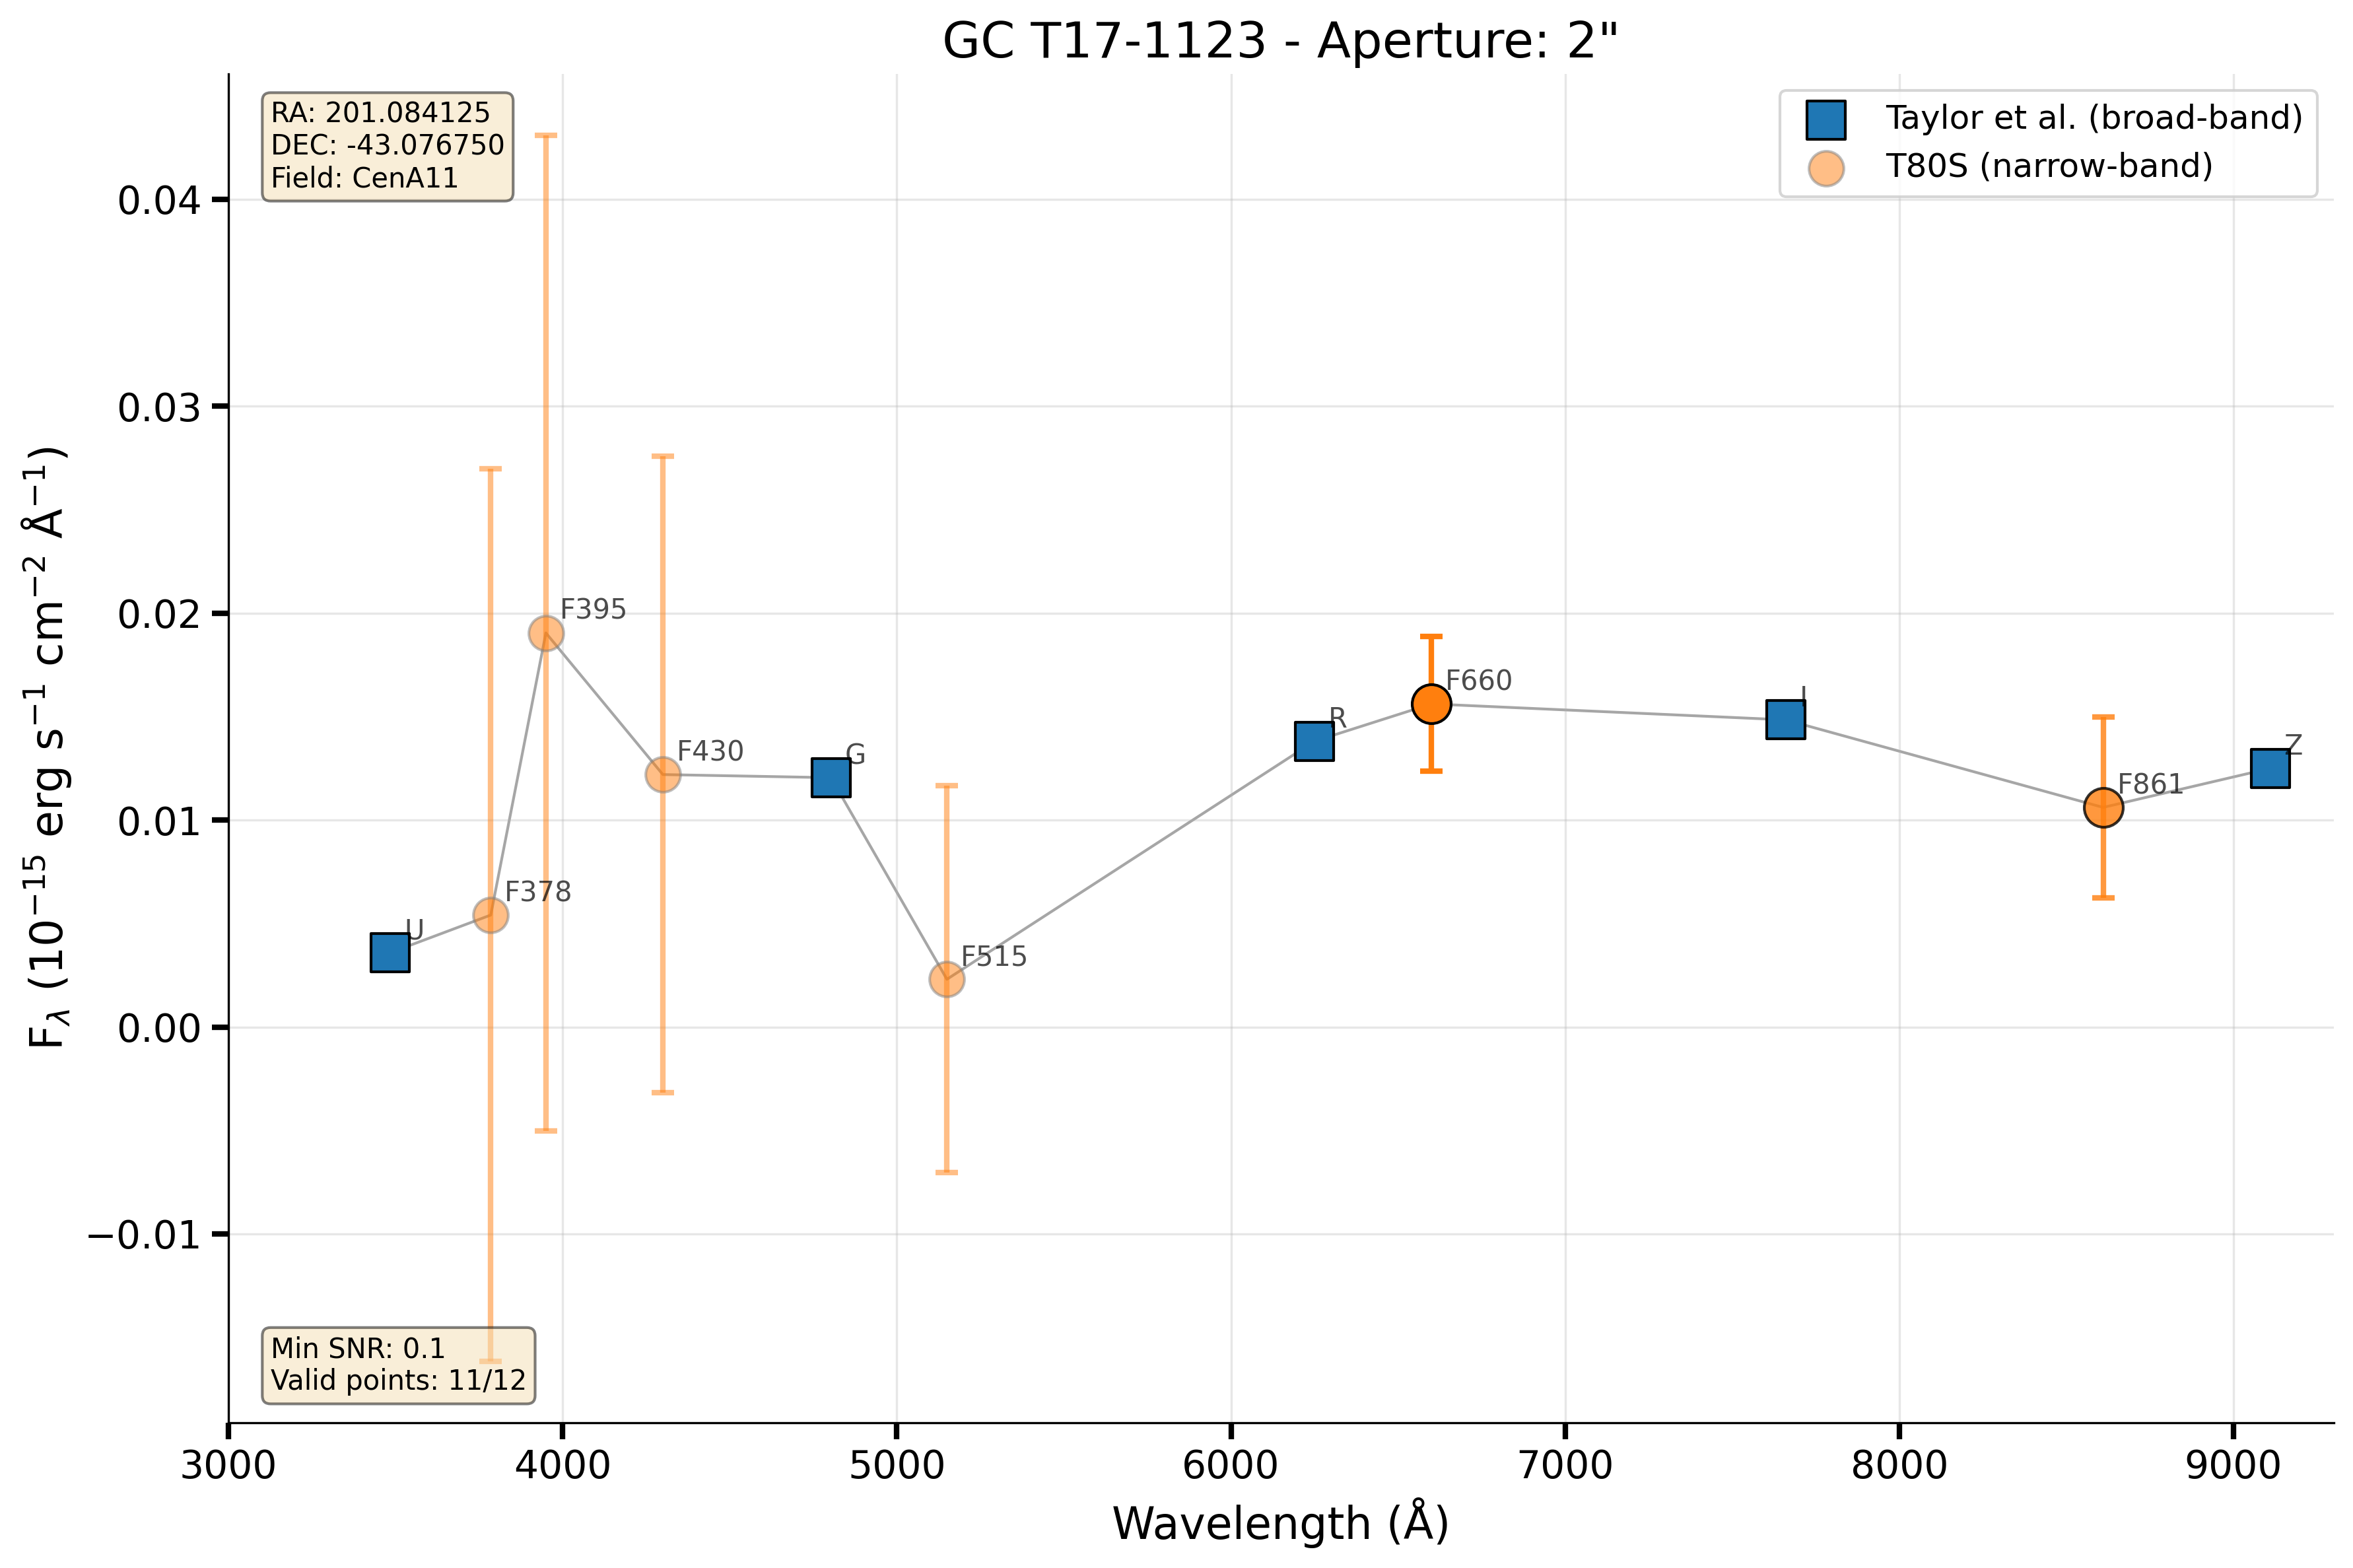 GC T17-1123 - Aperture: 2"
RA: 201.084125
DEC: -43.076750
Field: CenA11
Taylor et al. (broad-band)
T80S (narrow-band)
0.04
0.03
0.02
0.01
0.00
−0.01
F_λ (10⁻¹⁵ erg s⁻¹ cm⁻² Å⁻¹)
U
F378
F395
F430
G
F515
R
F660
I
F861
Z
Min SNR: 0.1
Valid points: 11/12
3000 4000 5000 6000 7000 8000 9000
Wavelength (Å)